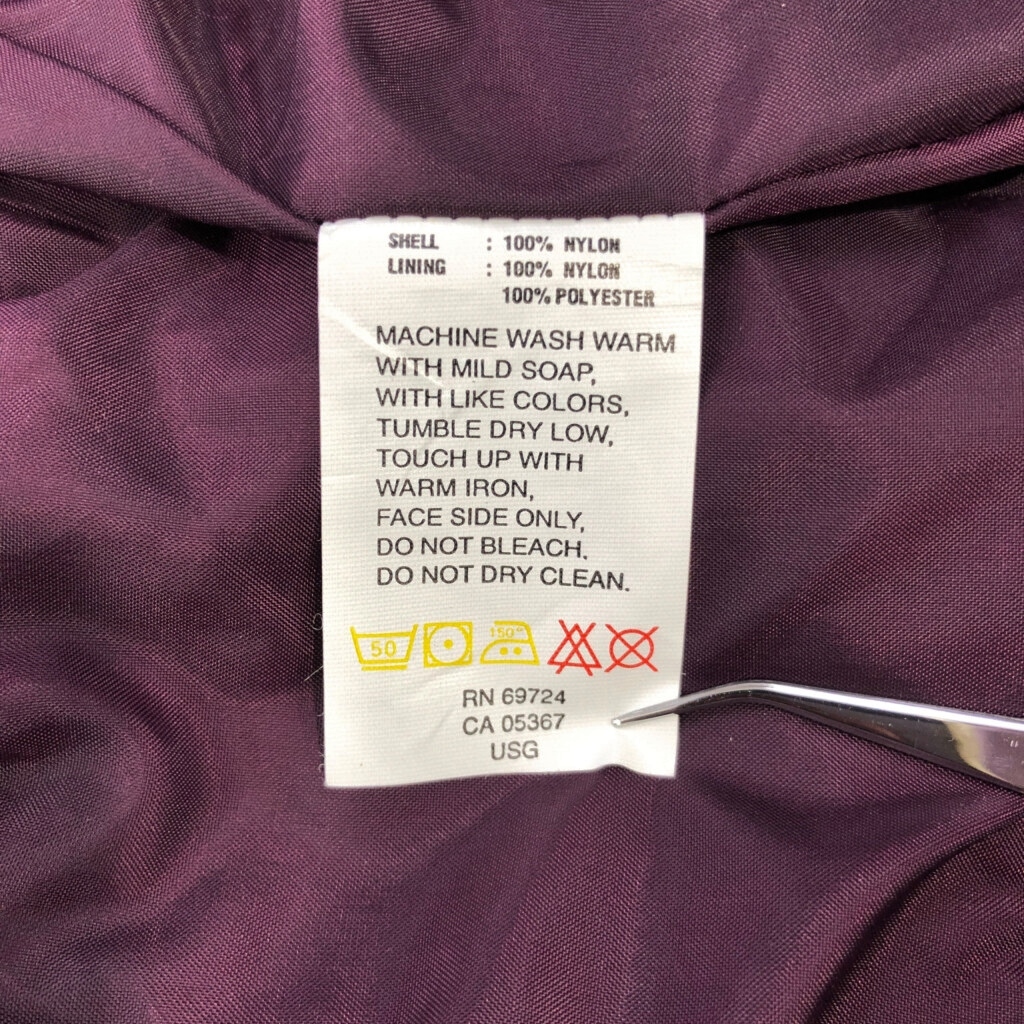 SHELL : 100% NYLON
LINING : 100% NYLON
100% POLYESTER
MACHINE WASH WARM
WITH MILD SOAP,
WITH LIKE COLORS,
TUMBLE DRY LOW,
TOUCH UP WITH
WARM IRON,
FACE SIDE ONLY,
DO NOT BLEACH.
DO NOT DRY CLEAN.
50 150°
RN 69724
CA 05367
USG